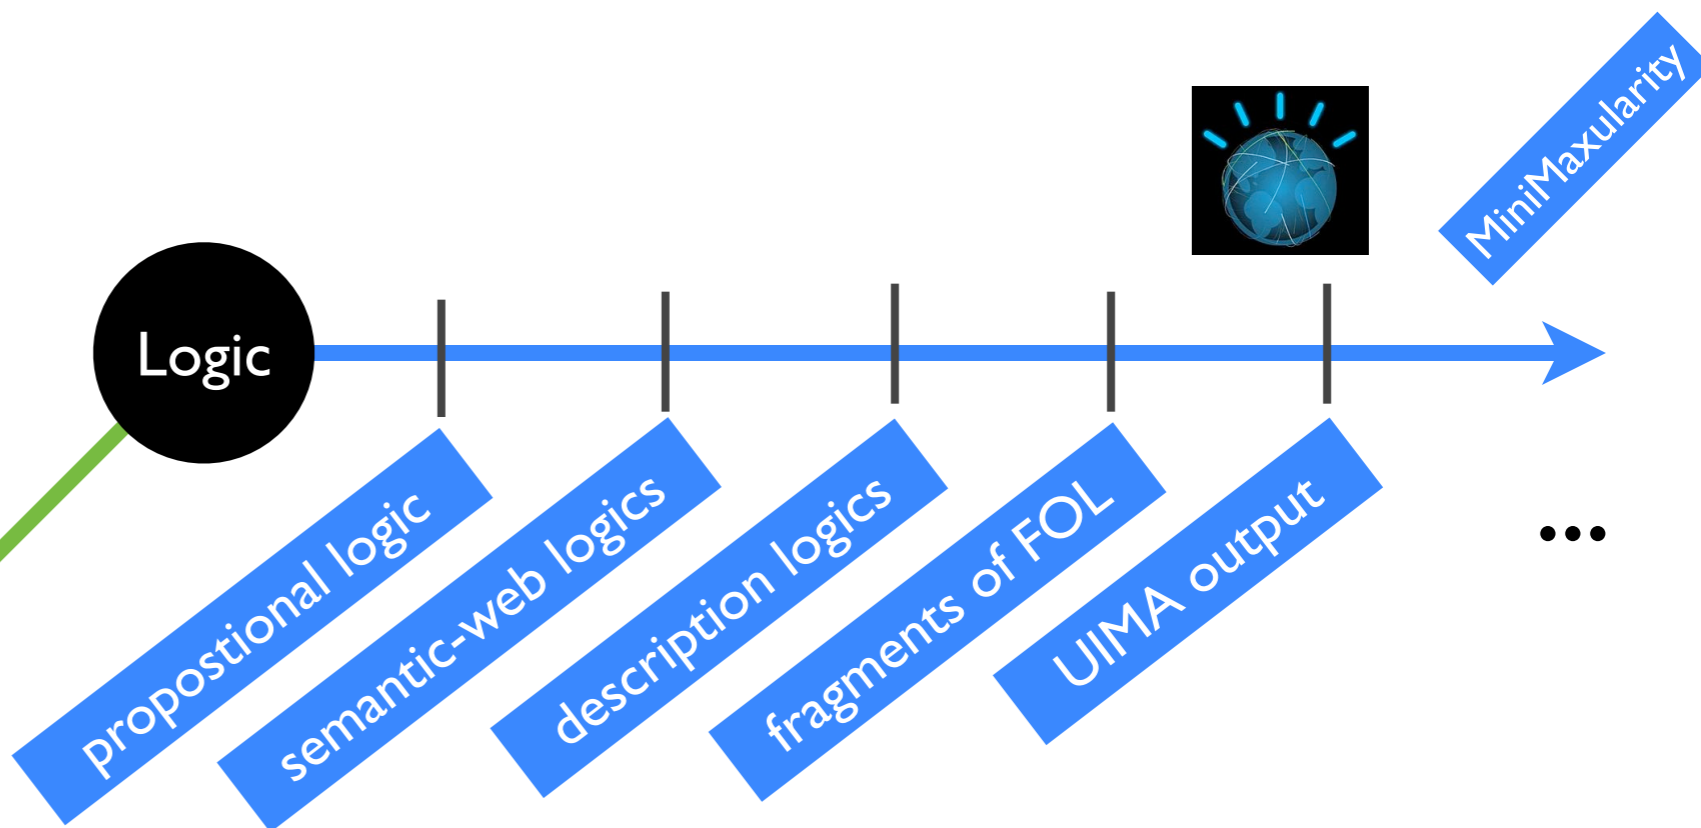 MiniMaxularity
Logic
propostional logic
semantic-web logics
description logics
fragments of FOL
UIMA output
...